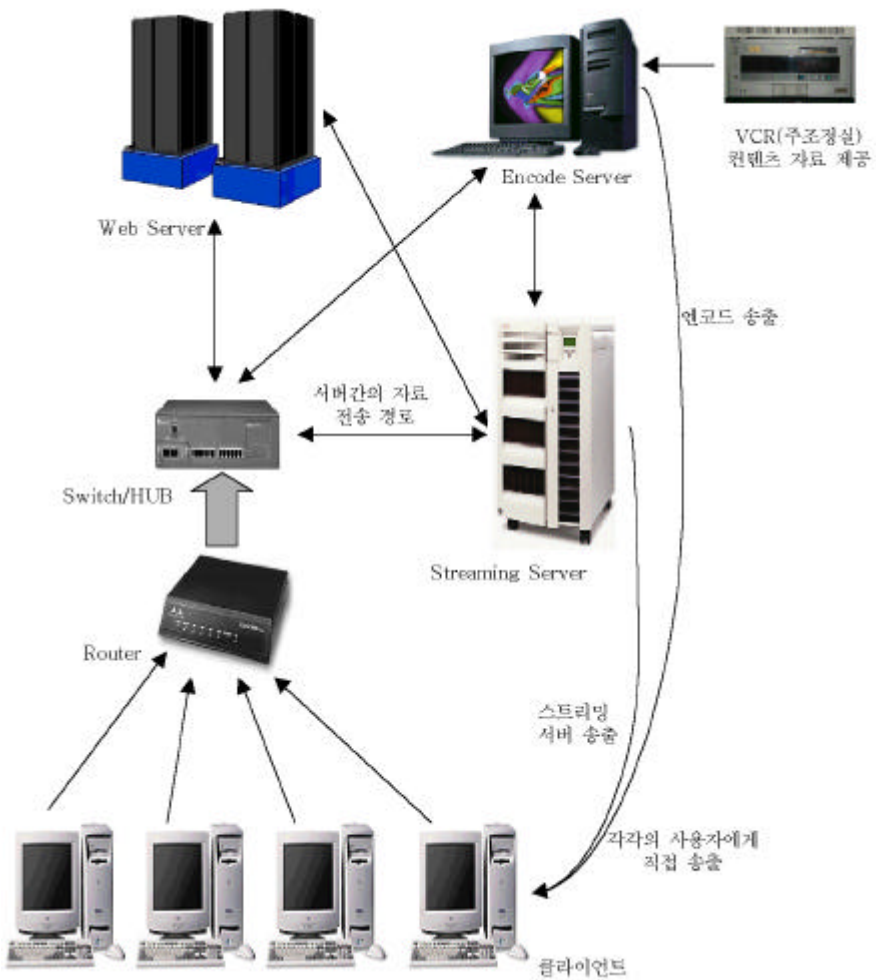 VCR(주조정실)
컨텐츠 자료 제공
Encode Server
Web Server
엔코드 송출
서버간의 자료
전송 경로
Switch/HUB
Streaming Server
Router
스트리밍
서버 송출
각각의 사용자에게
직접 송출
클라이언트